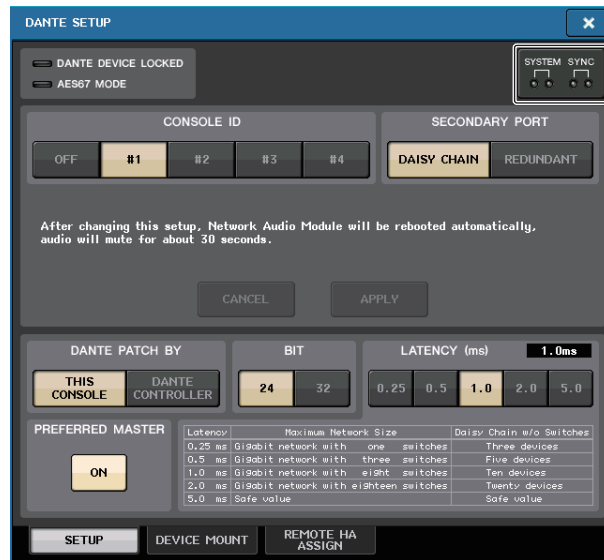 DANTE SETUP
DANTE DEVICE LOCKED
AES67 MODE
SYSTEM SYNC
CONSOLE ID
OFF #1 #2 #3 #4
SECONDARY PORT
DAISY CHAIN REDUNDANT
After changing this setup, Network Audio Module will be rebooted automatically,
audio will mute for about 30 seconds.
CANCEL APPLY
DANTE PATCH BY
THIS CONSOLE DANTE CONTROLLER
BIT
24 32
LATENCY (ms) 1.0ms
0.25 0.5 1.0 2.0 5.0
PREFERRED MASTER
ON
Latency Maximum Network Size Daisy Chain w/o Switches
0.25 ms Gigabit network with one switches Three devices
0.5 ms Gigabit network with three switches Five devices
1.0 ms Gigabit network with eight switches Ten devices
2.0 ms Gigabit network with eighteen switches Twenty devices
5.0 ms Safe value Safe value
SETUP DEVICE MOUNT REMOTE HA ASSIGN